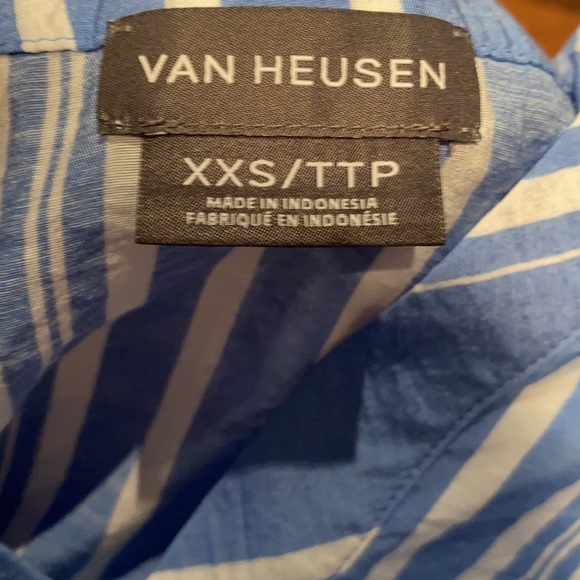 VAN HEUSEN
XXS/TTP
MADE IN INDONESIA
FABRIQUÉ EN INDONÉSIE